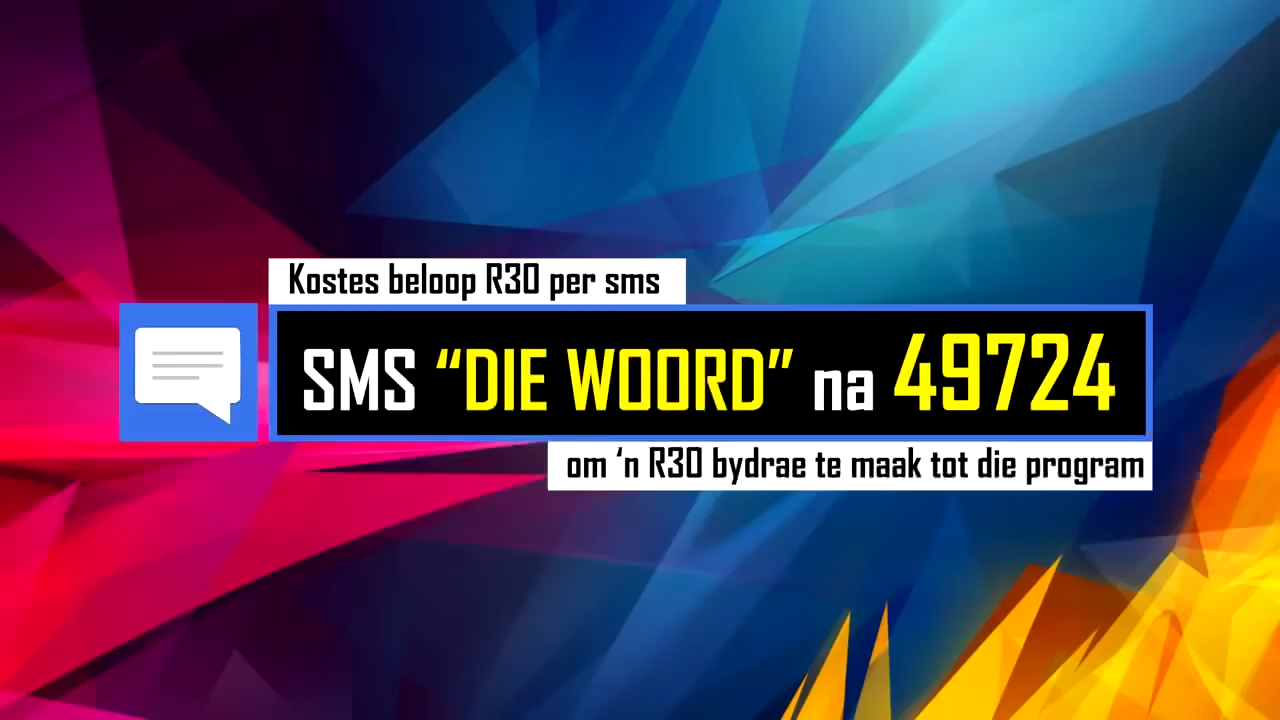 Kostes beloop R30 per sms
SMS “DIE WOORD” na 49724
om ‘n R30 bydrae te maak tot die program